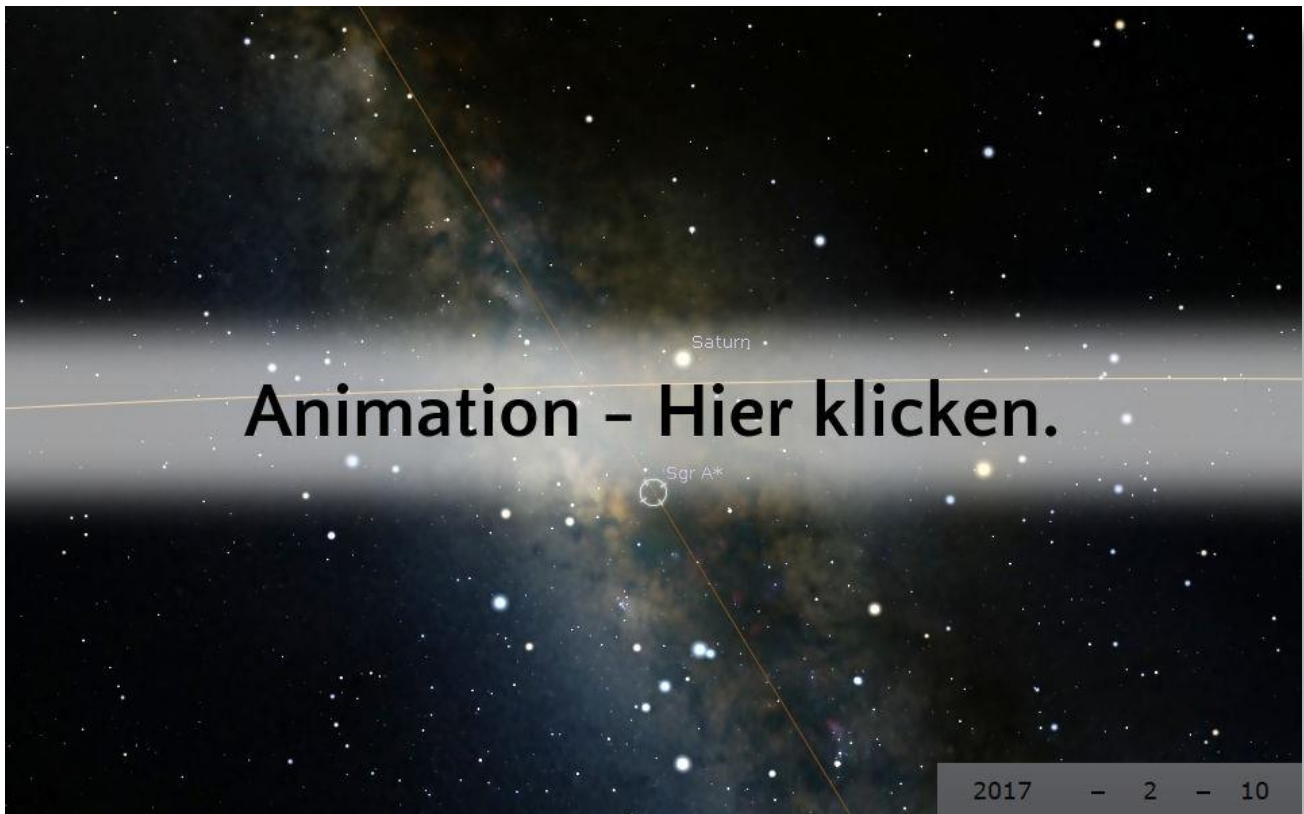 Saturn
Animation – Hier klicken.
Sgr A*
2017 – 2 – 10